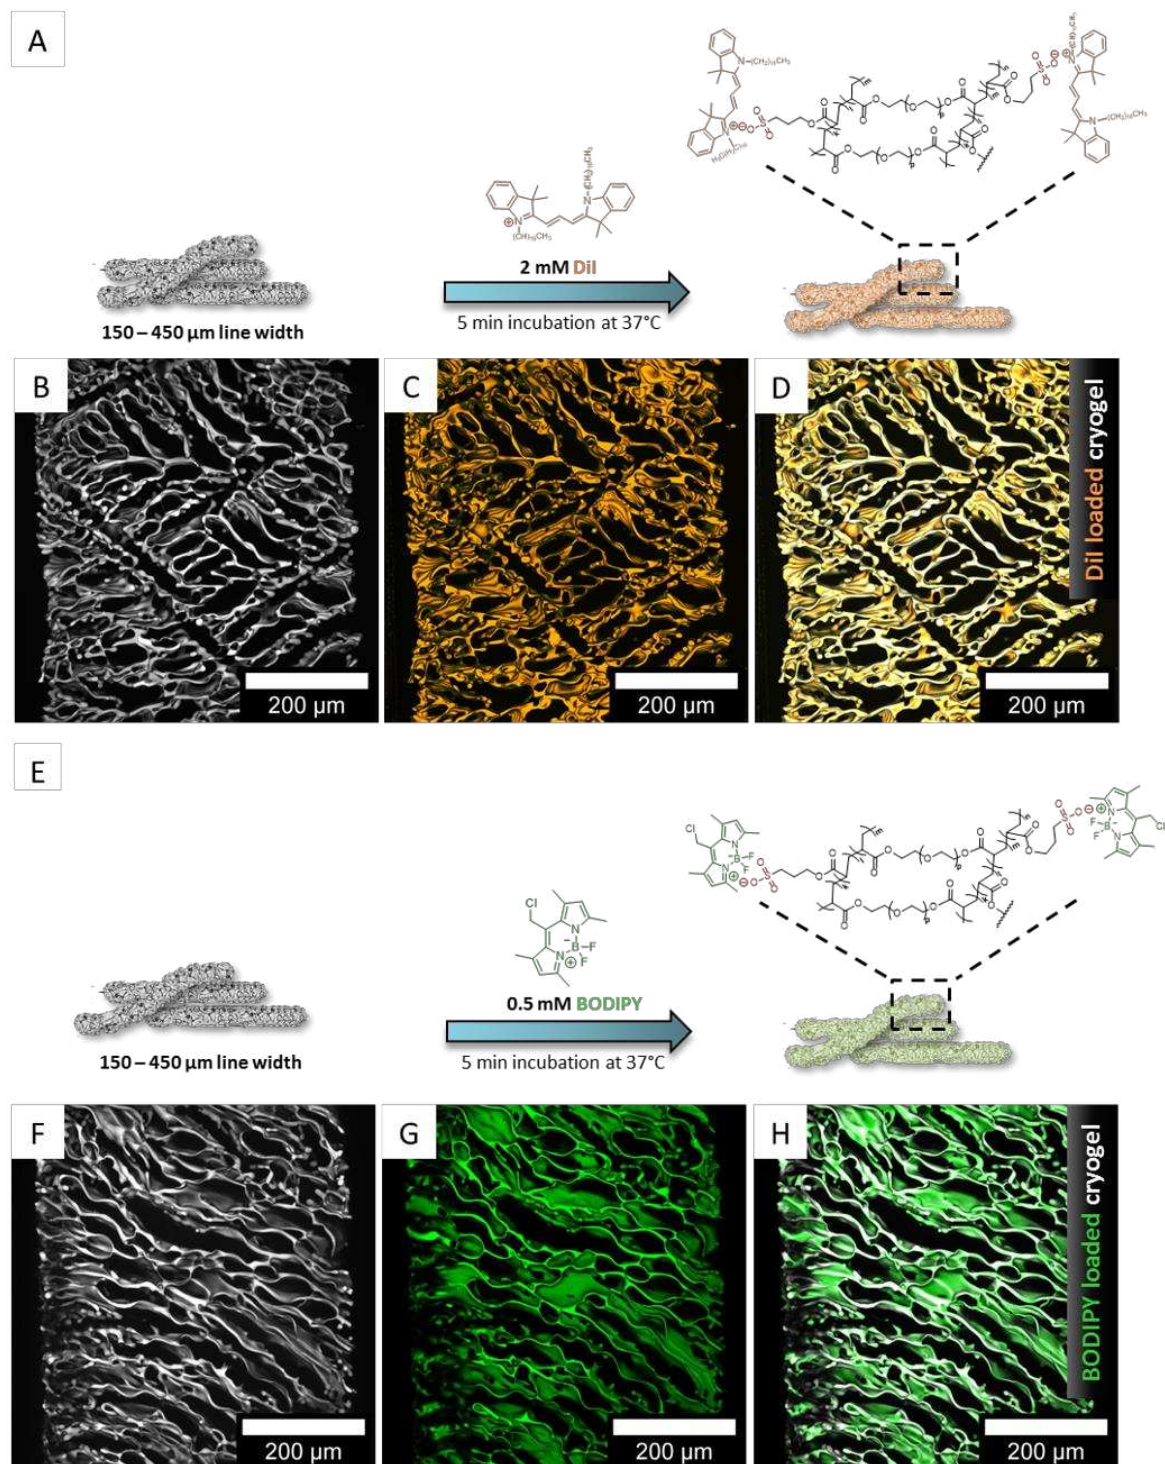 A
2 mM DiI
5 min incubation at 37°C
150 – 450 µm line width
B
C
D
DiI loaded cryogel
200 µm
200 µm
200 µm
E
Cl
N
B
F
N
F
0.5 mM BODIPY
5 min incubation at 37°C
150 – 450 µm line width
F
G
H
BODIPY loaded cryogel
200 µm
200 µm
200 µm